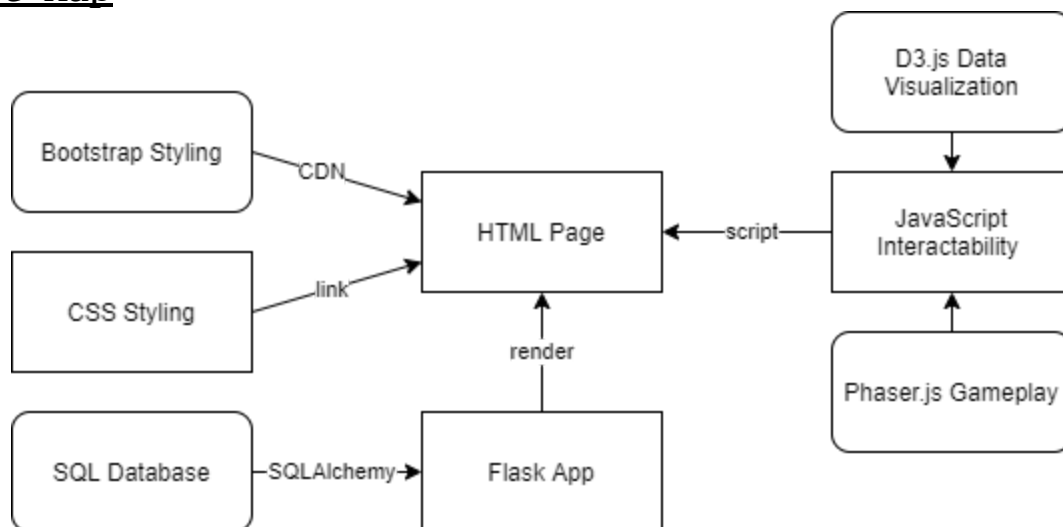 D3.js Data
Visualization
Bootstrap Styling
CDN
HTML Page
script
JavaScript
Interactability
CSS Styling
link
render
Phaser.js Gameplay
SQL Database
SQLAlchemy
Flask App